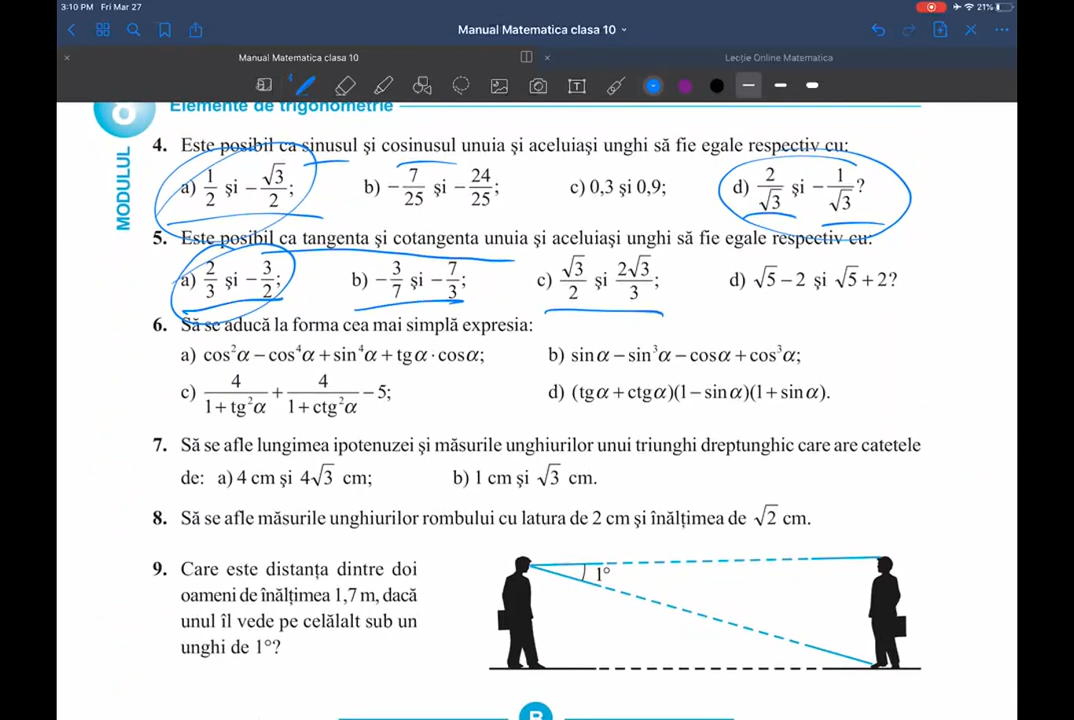 3:10 PM Fri Mar 27 21%
Manual Matematica clasa 10
Manual Matematica clasa 10 Lecție Online Matematica
MODULUL 8 Elemente de trigonometrie
4. Este posibil ca sinusul și cosinusul unuia și aceluiași unghi să fie egale respectiv cu:
a) 1/2 și −√3/2; b) −7/25 și −24/25; c) 0,3 și 0,9; d) 2/√3 și −1/√3?
5. Este posibil ca tangenta și cotangenta unuia și aceluiași unghi să fie egale respectiv cu:
a) 2/3 și −3/2; b) −3/7 și −7/3; c) √3/2 și 2√3/3; d) √5−2 și √5+2?
6. Să se aducă la forma cea mai simplă expresia:
a) cos²α−cos⁴α+sin⁴α+tgα·cosα; b) sinα−sin³α−cosα+cos³α;
c) 4/(1+tg²α) + 4/(1+ctg²α) −5; d) (tgα+ctgα)(1−sinα)(1+sinα).
7. Să se afle lungimea ipotenuzei și măsurile unghiurilor unui triunghi dreptunghic care are catetele
de: a) 4 cm și 4√3 cm; b) 1 cm și √3 cm.
8. Să se afle măsurile unghiurilor rombului cu latura de 2 cm și înălțimea de √2 cm.
9. Care este distanța dintre doi
oameni de înălțimea 1,7 m, dacă
unul îl vede pe celălalt sub un
unghi de 1°?
1°
B